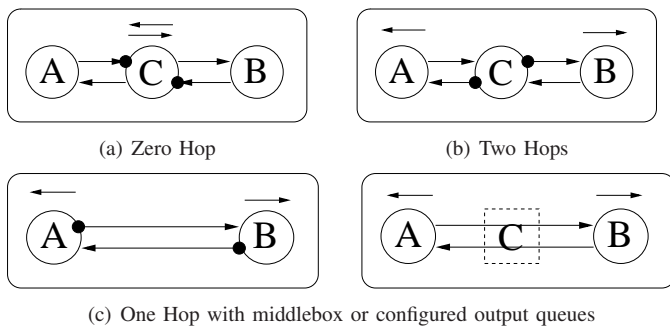 A C B
A C B
(a) Zero Hop
(b) Two Hops
A B
A C B
(c) One Hop with middlebox or configured output queues